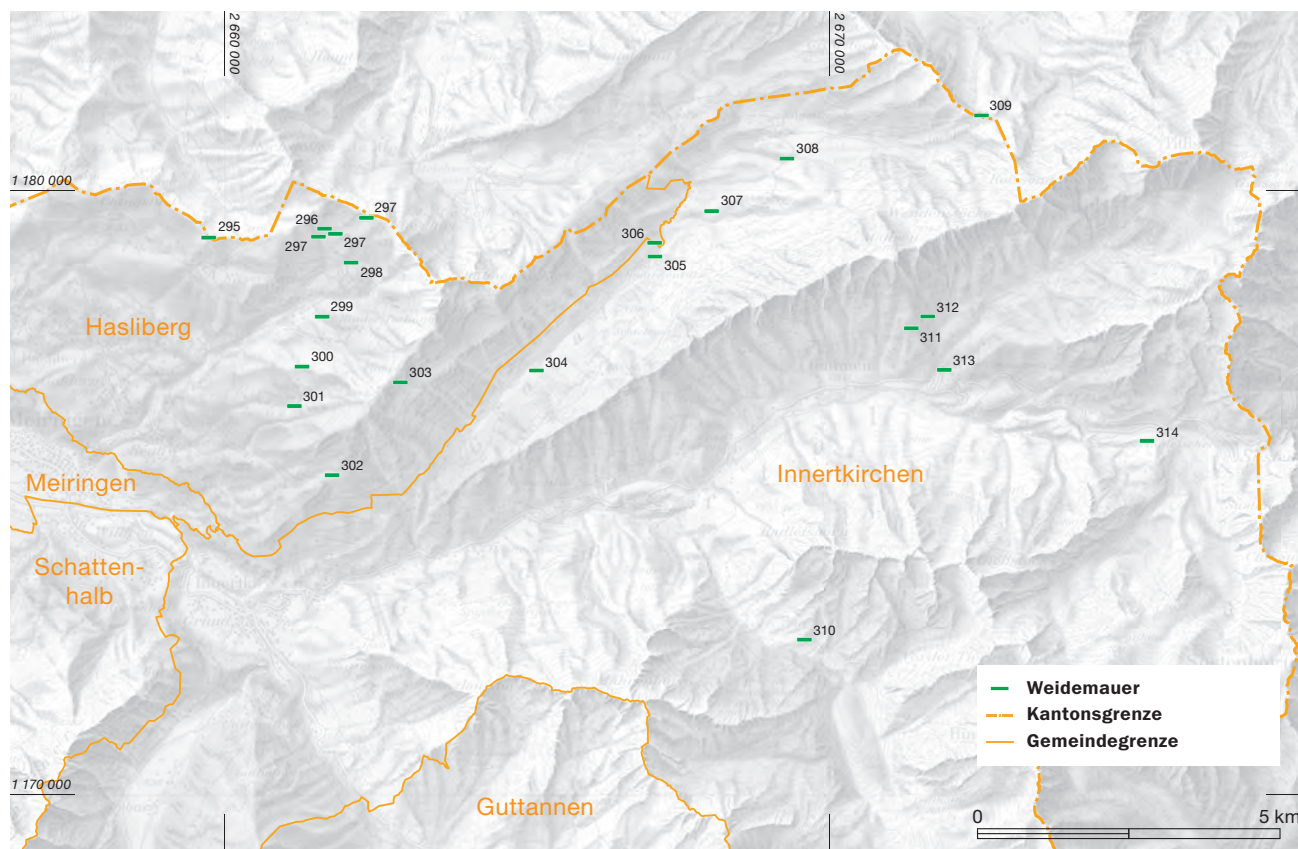 2 660 000
2 670 000
309
308
1 180 000
307
297
296
295
297
297
306
305
298
299
312
Hasliberg
311
300
304
313
303
301
314
302
Innertkirchen
Meiringen
Schatten-
halb
310
Weidemauer
Kantonsgrenze
Gemeindegrenze
1 170 000
Guttannen
0
5 km